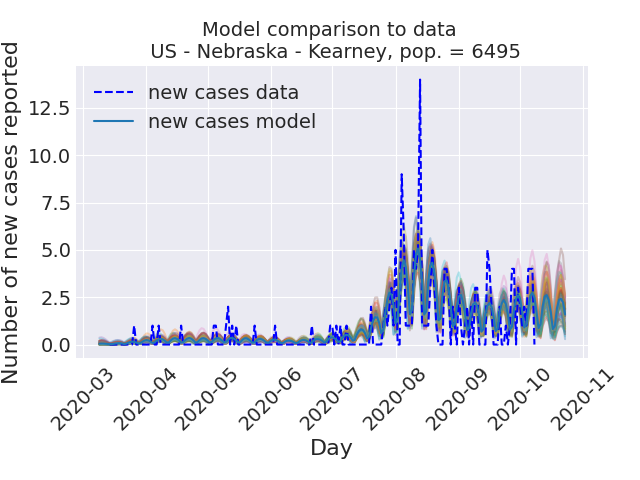 Model comparison to data
US - Nebraska - Kearney, pop. = 6495
Number of new cases reported
new cases data
new cases model
12.5
10.0
7.5
5.0
2.5
0.0
2020-03
2020-04
2020-05
2020-06
2020-07
2020-08
2020-09
2020-10
2020-11
Day